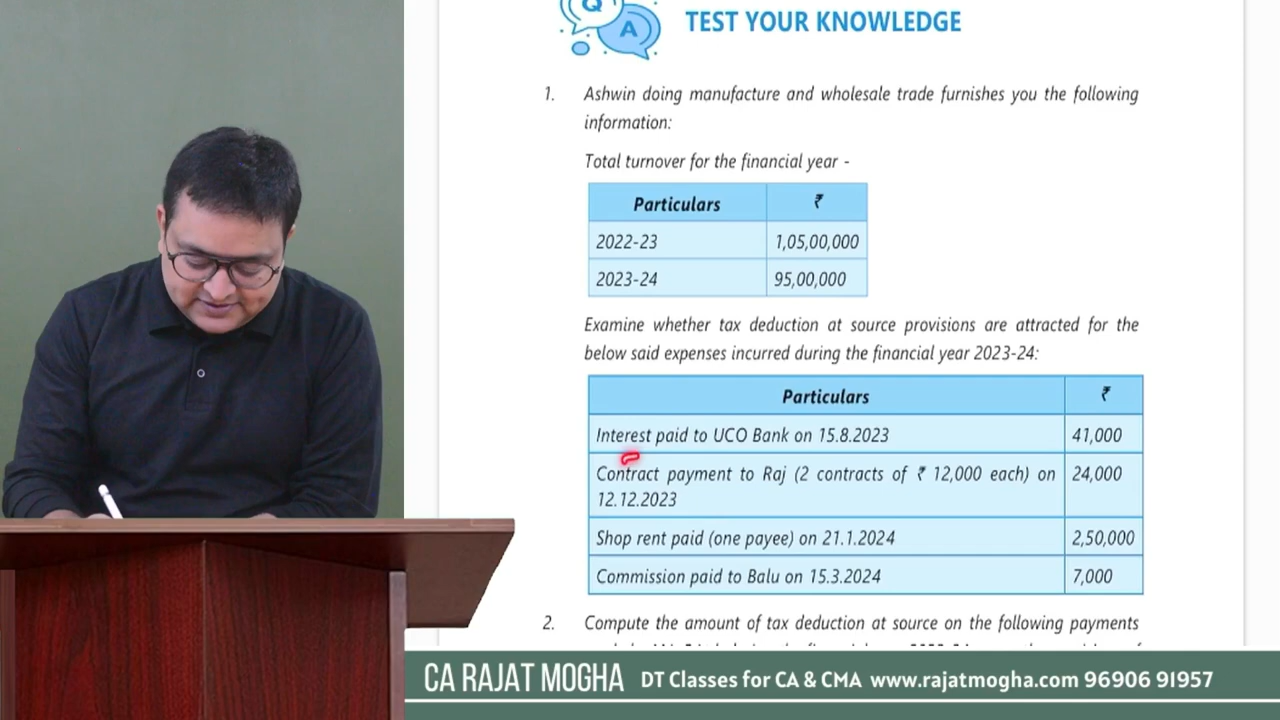 Q
A
TEST YOUR KNOWLEDGE
1. Ashwin doing manufacture and wholesale trade furnishes you the following
information:
Total turnover for the financial year -
Particulars ₹
2022-23 1,05,00,000
2023-24 95,00,000
Examine whether tax deduction at source provisions are attracted for the
below said expenses incurred during the financial year 2023-24:
Particulars ₹
Interest paid to UCO Bank on 15.8.2023 41,000
Contract payment to Raj (2 contracts of ₹ 12,000 each) on 24,000
12.12.2023
Shop rent paid (one payee) on 21.1.2024 2,50,000
Commission paid to Balu on 15.3.2024 7,000
2. Compute the amount of tax deduction at source on the following payments
CA RAJAT MOGHA DT Classes for CA & CMA www.rajatmogha.com 96906 91957